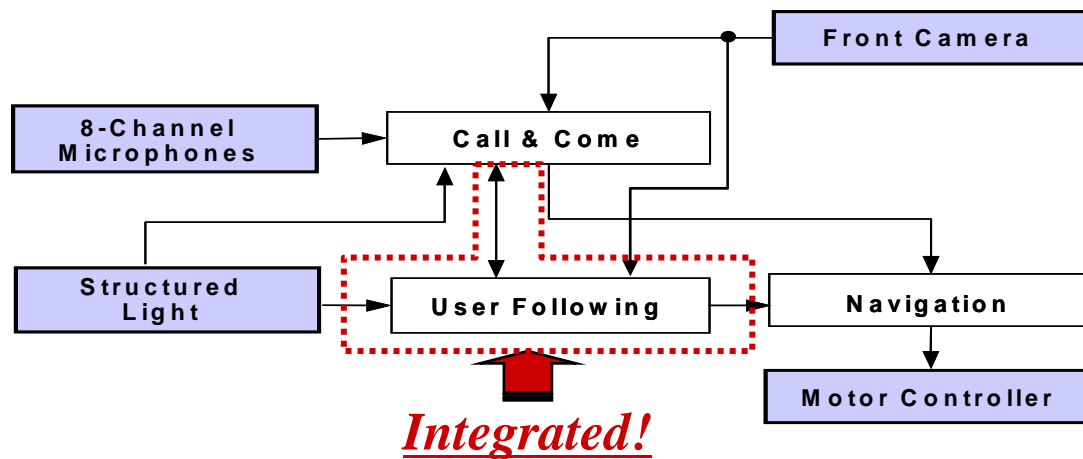 Front Camera
8-Channel
Microphones
Call & Come
Structured
Light
User Following
Navigation
Motor Controller
Integrated!